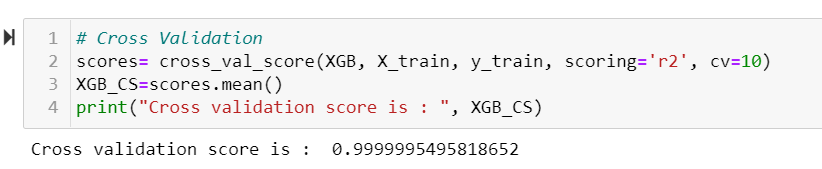 1 # Cross Validation
2 scores= cross_val_score(XGB, X_train, y_train, scoring='r2', cv=10)
3 XGB_CS=scores.mean()
4 print("Cross validation score is : ", XGB_CS)
Cross validation score is :  0.9999995495818652